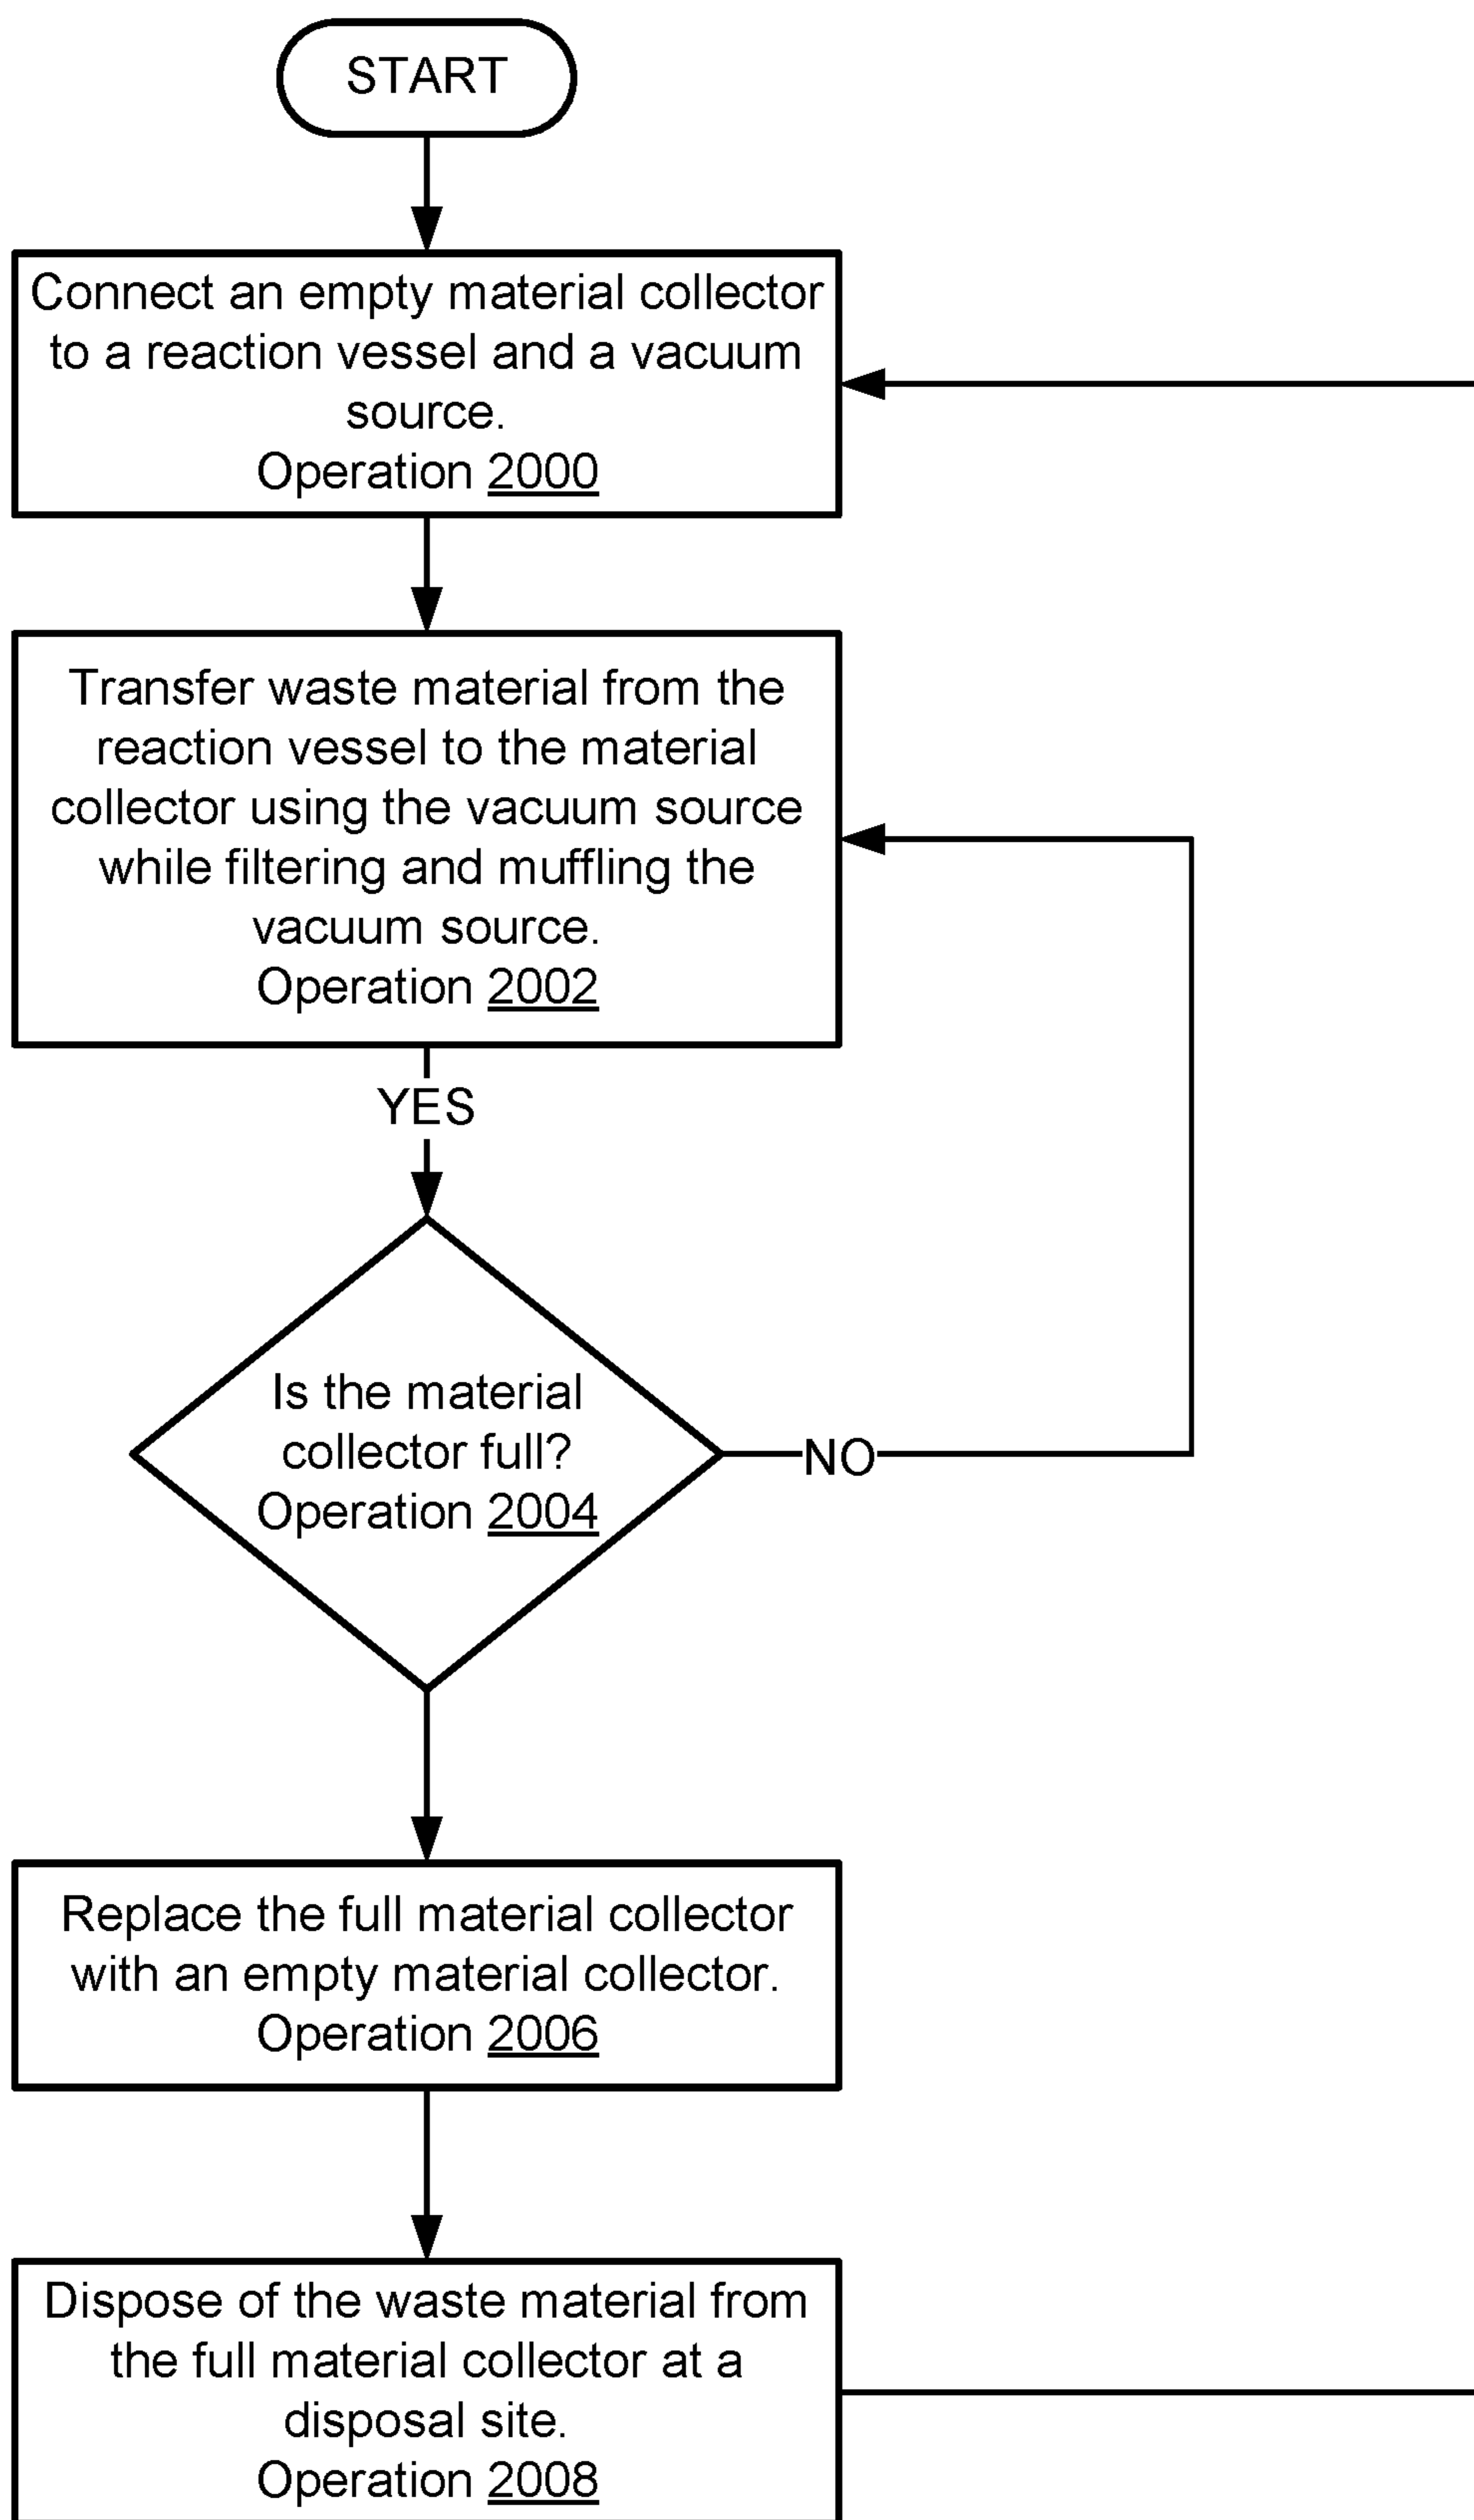 START
Connect an empty material collector
to a reaction vessel and a vacuum
source.
Operation 2000
Transfer waste material from the
reaction vessel to the material
collector using the vacuum source
while filtering and muffling the
vacuum source.
Operation 2002
YES
Is the material
collector full?
Operation 2004
NO
Replace the full material collector
with an empty material collector.
Operation 2006
Dispose of the waste material from
the full material collector at a
disposal site.
Operation 2008